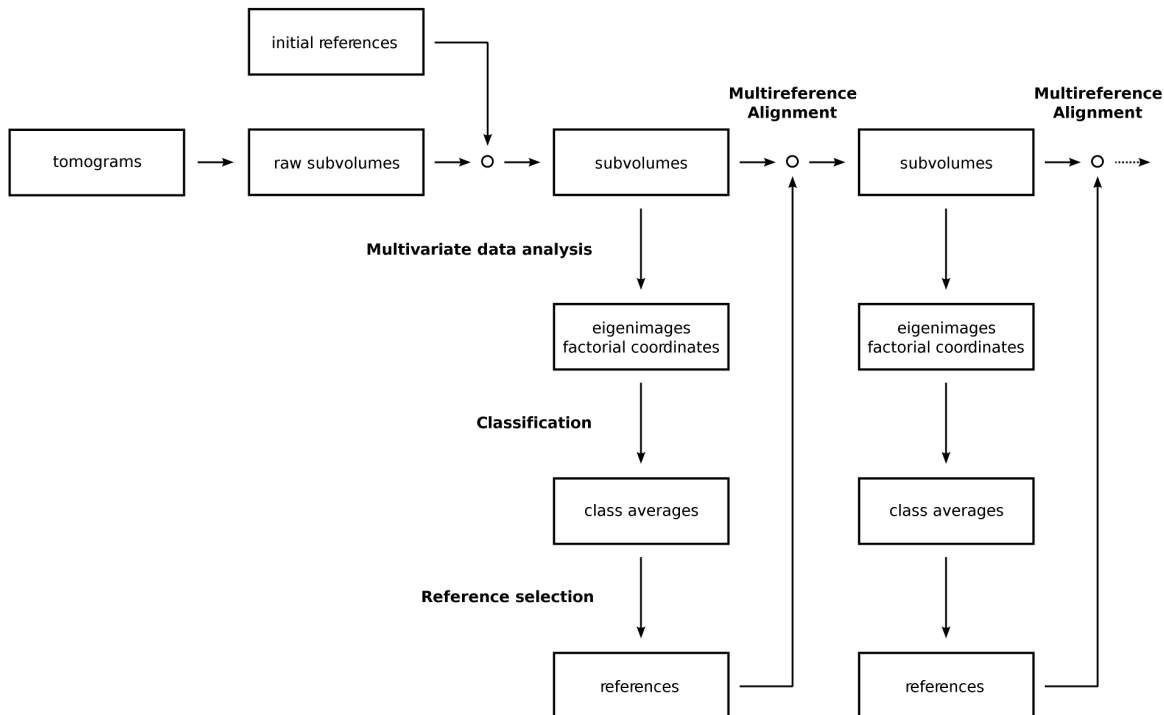 initial references
Multireference
Alignment
Multireference
Alignment
tomograms
raw subvolumes
subvolumes
subvolumes
Multivariate data analysis
eigenimages
factorial coordinates
eigenimages
factorial coordinates
Classification
class averages
class averages
Reference selection
references
references